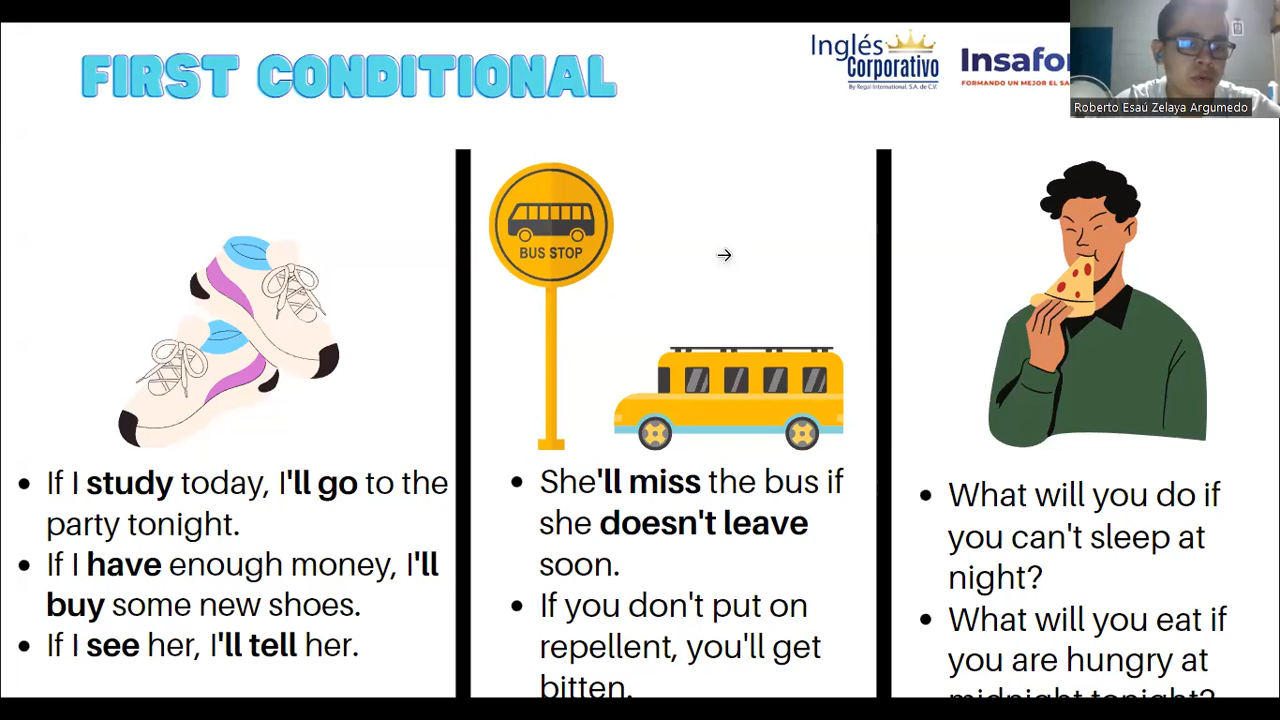 FIRST CONDITIONAL
Inglés
Corporativo
By Regal International, S.A. de C.V.
Insafo
FORMANDO UN MEJOR EL SA
Roberto Esaú Zelaya Argumedo
BUS STOP
If I study today, I'll go to the
party tonight.
If I have enough money, I'll
buy some new shoes.
If I see her, I'll tell her.
She'll miss the bus if
she doesn't leave
soon.
If you don't put on
repellent, you'll get
bitten.
What will you do if
you can't sleep at
night?
What will you eat if
you are hungry at
midnight tonight?